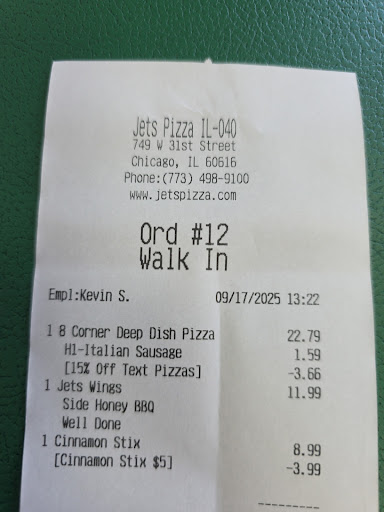 Jets Pizza IL-040
749 W 31st Street
Chicago, IL 60616
Phone:(773) 498-9100
www.jetspizza.com
Ord #12
Walk In
Empl:Kevin S. 09/17/2025 13:22
1 8 Corner Deep Dish Pizza 22.79
H1-Italian Sausage 1.59
[15% Off Text Pizzas] -3.66
1 Jets Wings 11.99
Side Honey BBQ
Well Done
1 Cinnamon Stix 8.99
[Cinnamon Stix $5] -3.99
---------